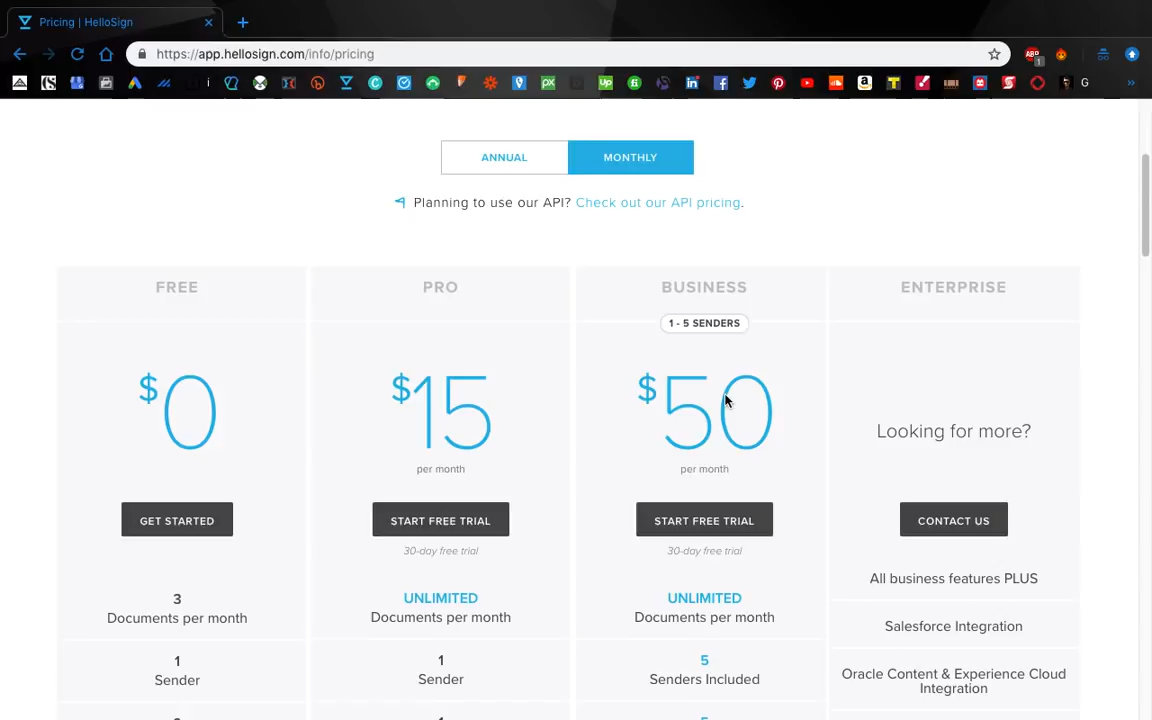 Pricing | HelloSign
https://app.hellosign.com/info/pricing
ABP
1
G
ANNUAL
MONTHLY
Planning to use our API? Check out our API pricing.
FREE
PRO
BUSINESS
ENTERPRISE
1 - 5 SENDERS
$0
$15
$50
Looking for more?
per month
per month
GET STARTED
START FREE TRIAL
START FREE TRIAL
CONTACT US
30-day free trial
30-day free trial
All business features PLUS
3
Documents per month
UNLIMITED
Documents per month
UNLIMITED
Documents per month
Salesforce Integration
1
Sender
1
Sender
5
Senders Included
Oracle Content & Experience Cloud
Integration